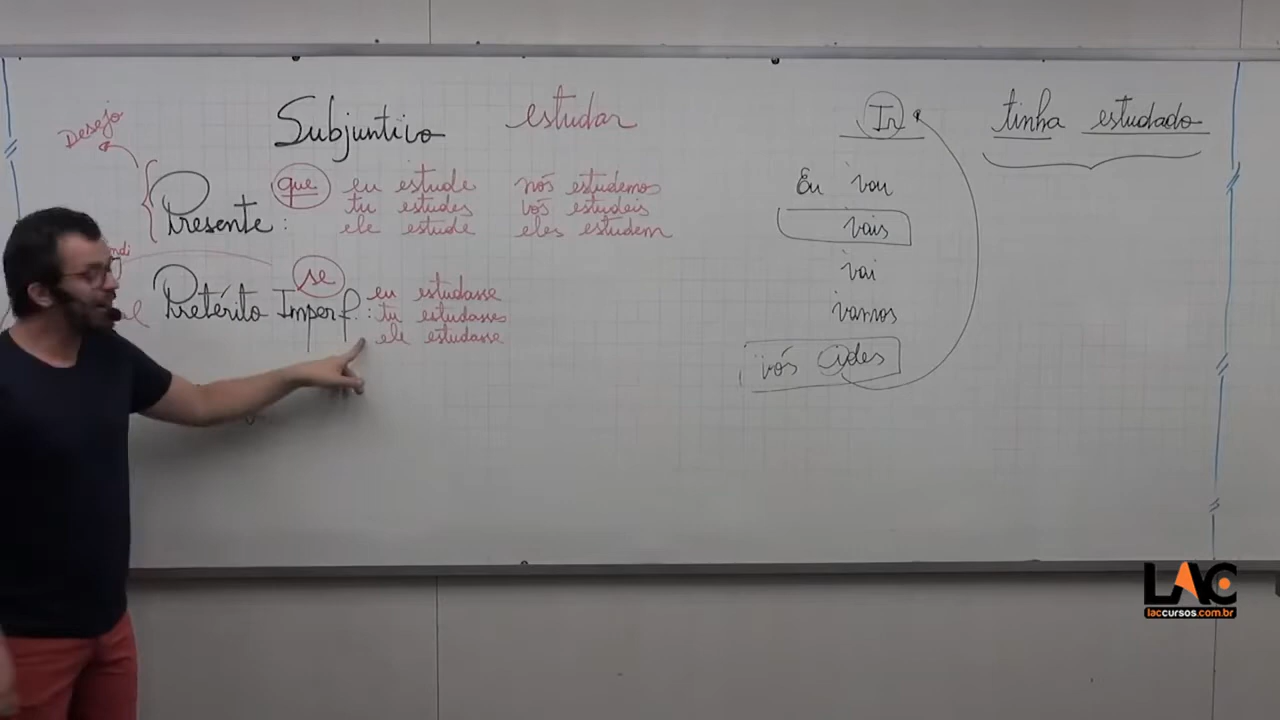 Desejo
Subjuntivo estudar
Presente: que eu estude nós estudemos
tu estudes vós estudeis
ele estude eles estudem
Pretérito Imperf.: se eu estudasse
tu estudasses
ele estudasse
Ir
Eu vou
vais
vai
vamos
vós ides
tinha estudado
LAC
laccursos.com.br